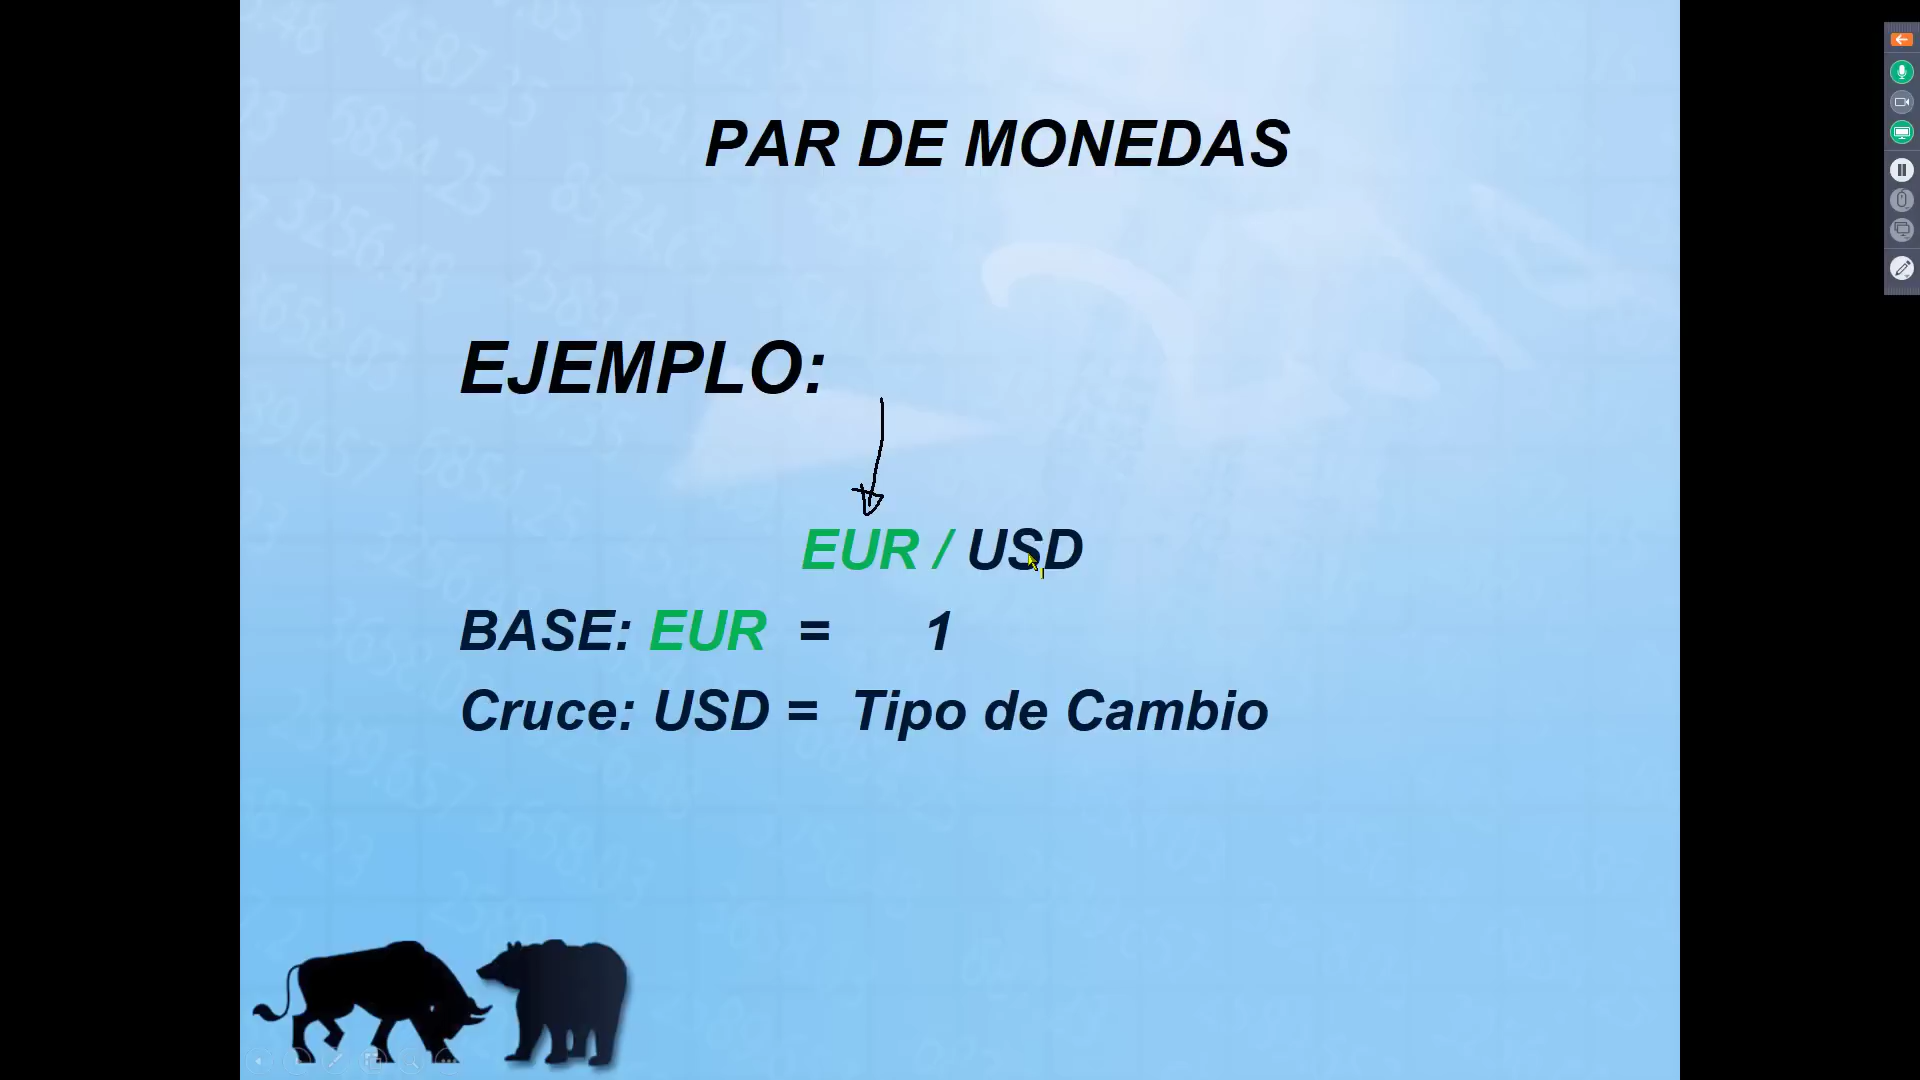 PAR DE MONEDAS
EJEMPLO:
EUR / USD
BASE: EUR = 1
Cruce: USD = Tipo de Cambio